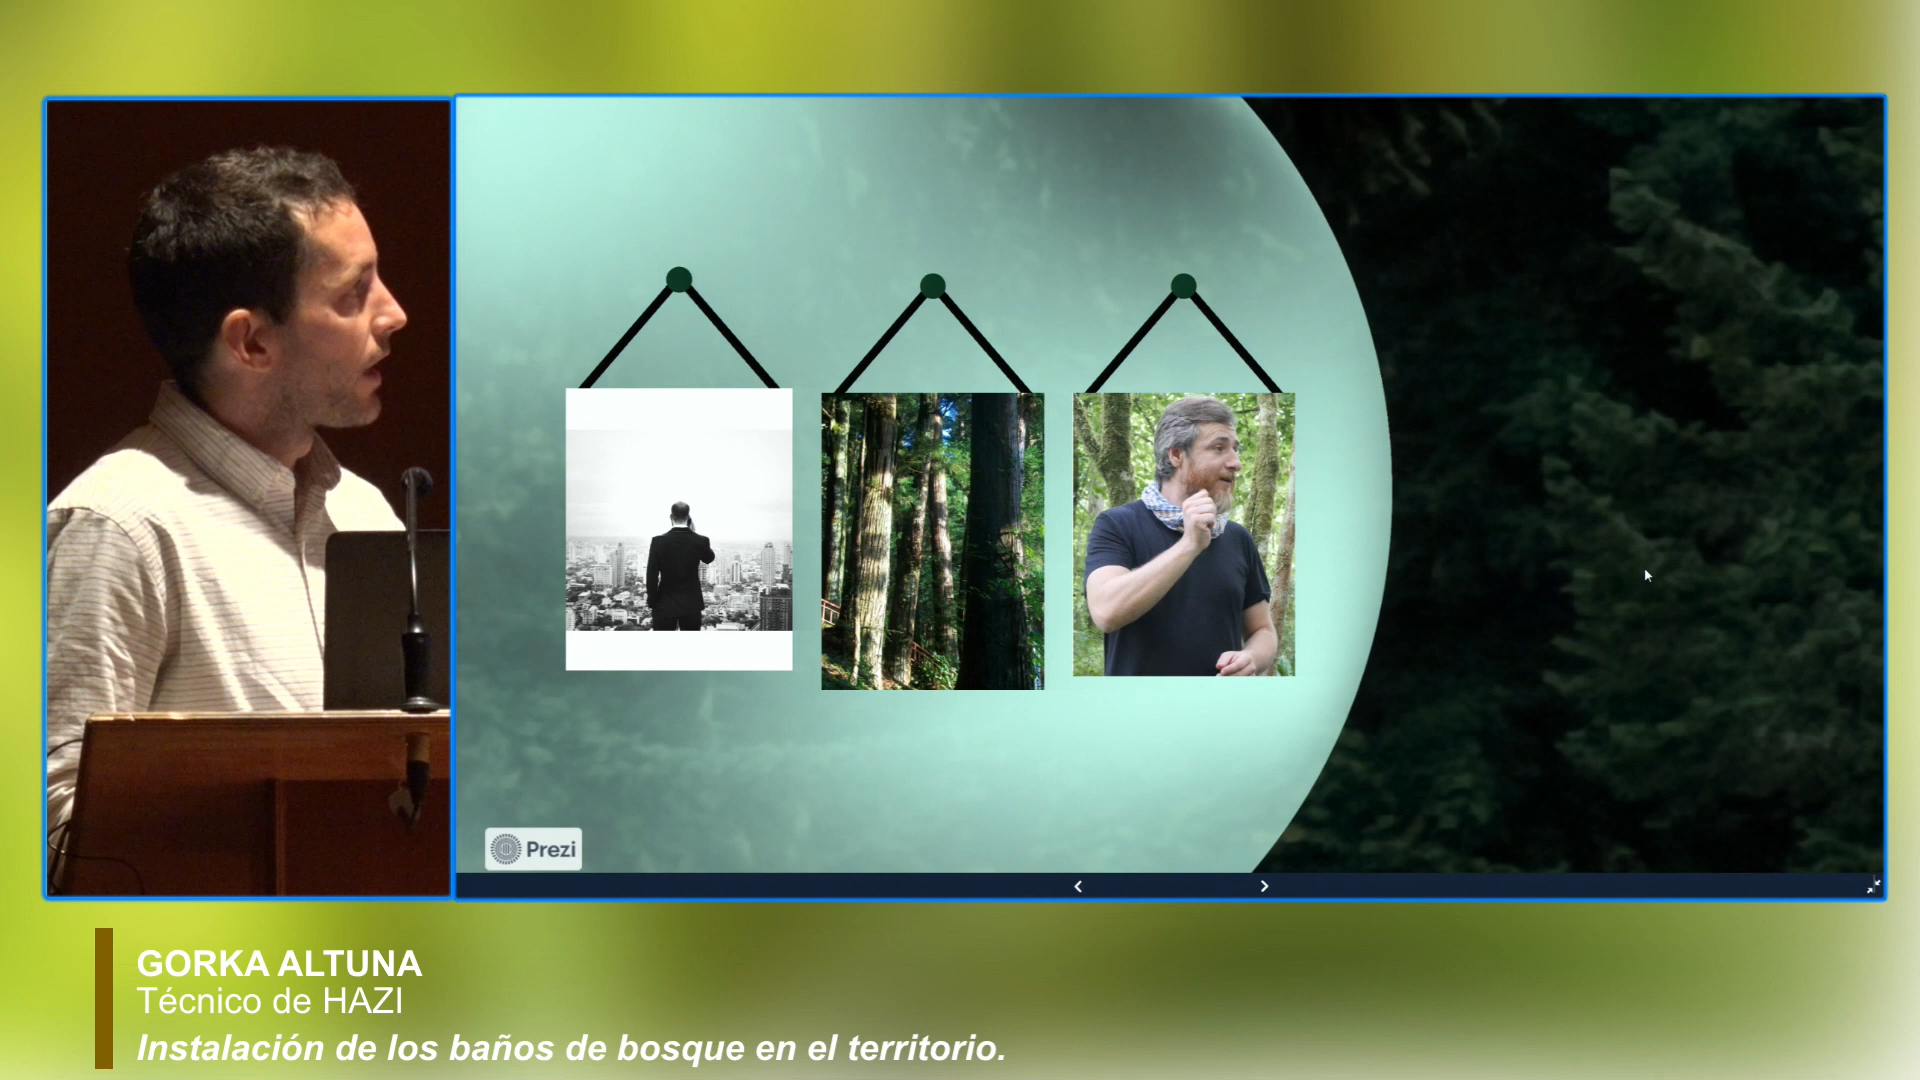 Prezi
GORKA ALTUNA
Técnico de HAZI
Instalación de los baños de bosque en el territorio.